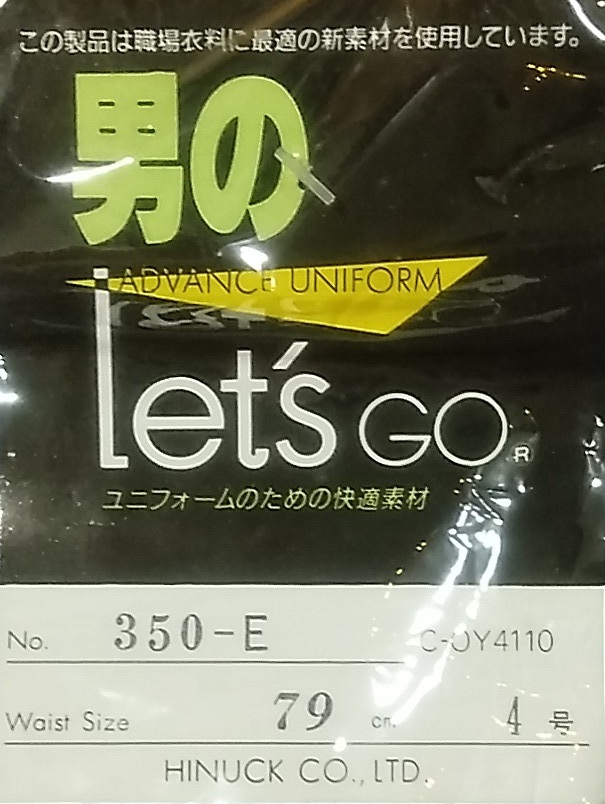 この製品は職場衣料に最適の新素材を使用しています。
男の
ADVANCE UNIFORM
Let's GO®
ユニフォームのための快適素材
No. 350-E
Waist Size 79 cm. 4号
HINUCK CO., LTD.